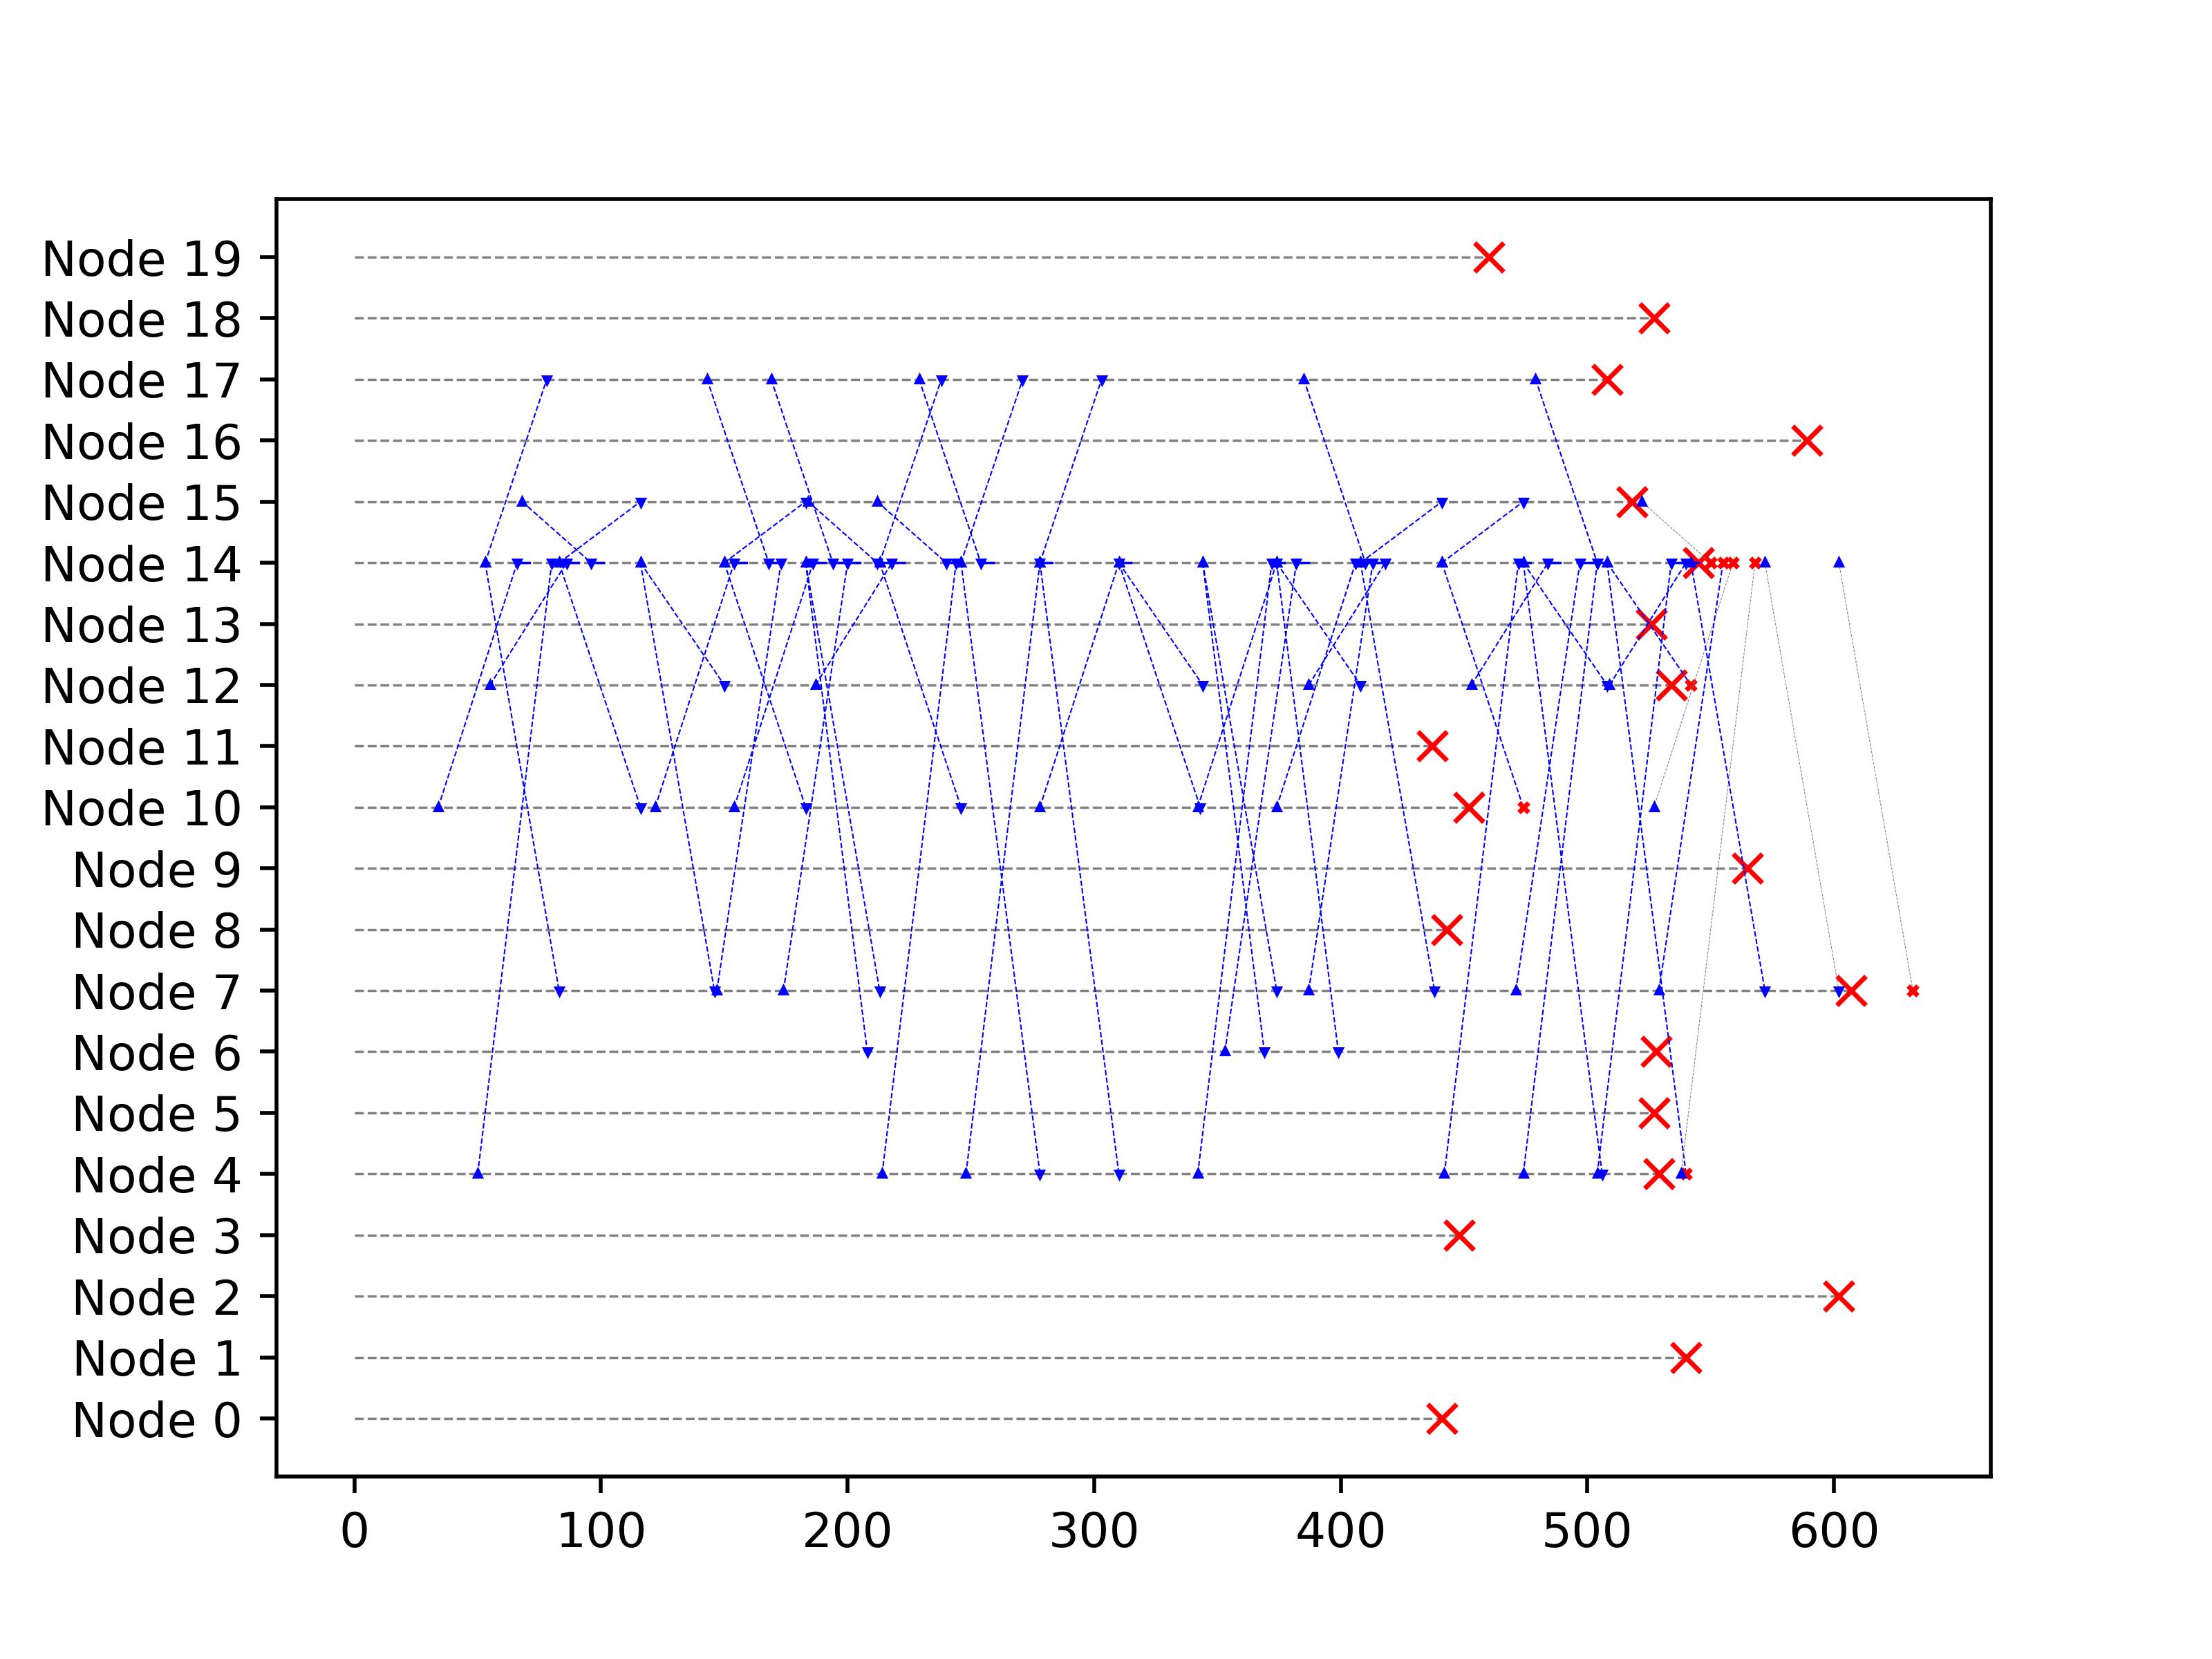 Node 19
Node 18
Node 17
Node 16
Node 15
Node 14
Node 13
Node 12
Node 11
Node 10
Node 9
Node 8
Node 7
Node 6
Node 5
Node 4
Node 3
Node 2
Node 1
Node 0
0 100 200 300 400 500 600